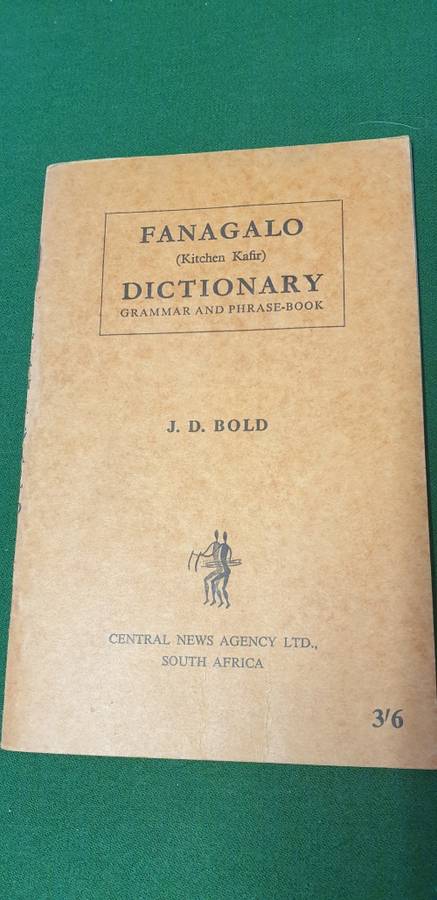 FANAGALO
(Kitchen Kafir)
DICTIONARY
GRAMMAR AND PHRASE-BOOK
J. D. BOLD
CENTRAL NEWS AGENCY LTD.,
SOUTH AFRICA
3/6